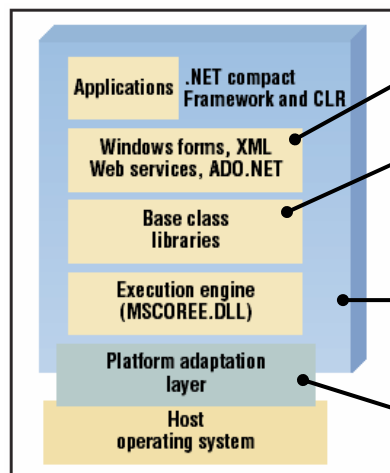 Applications
.NET compact
Framework and CLR
Windows forms, XML
Web services, ADO.NET
Base class
libraries
Execution engine
(MSCOREE.DLL)
Platform adaptation
layer
Host
operating system